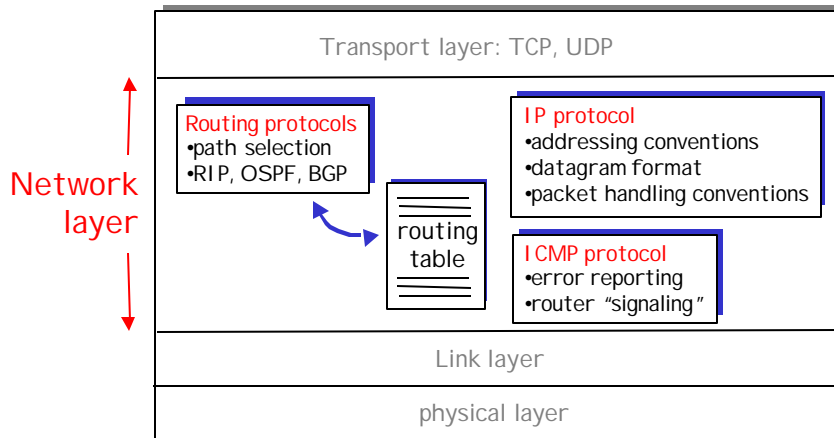 Transport layer: TCP, UDP
Network
layer
Routing protocols
•path selection
•RIP, OSPF, BGP
routing
table
IP protocol
•addressing conventions
•datagram format
•packet handling conventions
ICMP protocol
•error reporting
•router “signaling”
Link layer
physical layer